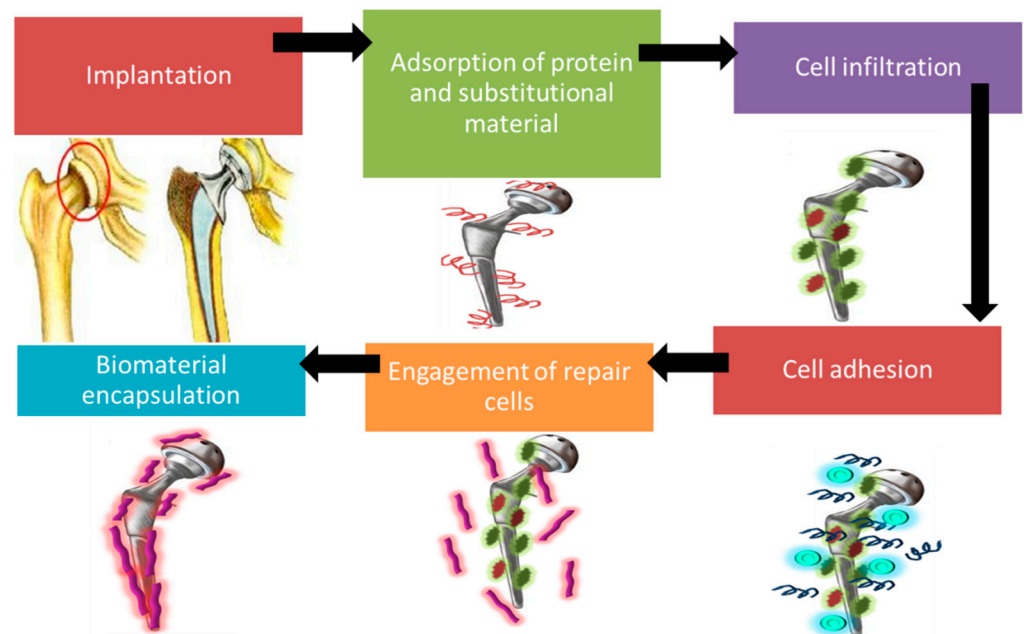 Implantation
Adsorption of protein
and substitutional
material
Cell infiltration
Cell adhesion
Engagement of repair
cells
Biomaterial
encapsulation